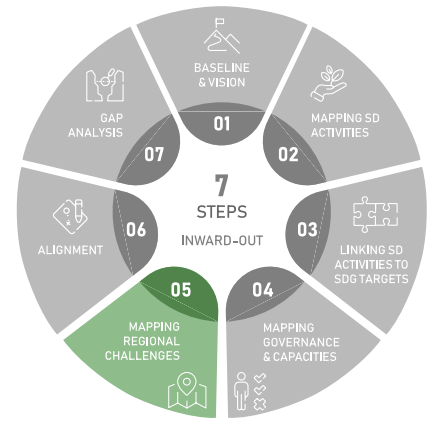 BASELINE
& VISION
01
MAPPING SD
ACTIVITIES
02
LINKING SD
ACTIVITIES TO
SDG TARGETS
03
MAPPING
GOVERNANCE
& CAPACITIES
04
MAPPING
REGIONAL
CHALLENGES
05
ALIGNMENT
06
GAP
ANALYSIS
07
7
STEPS
INWARD-OUT